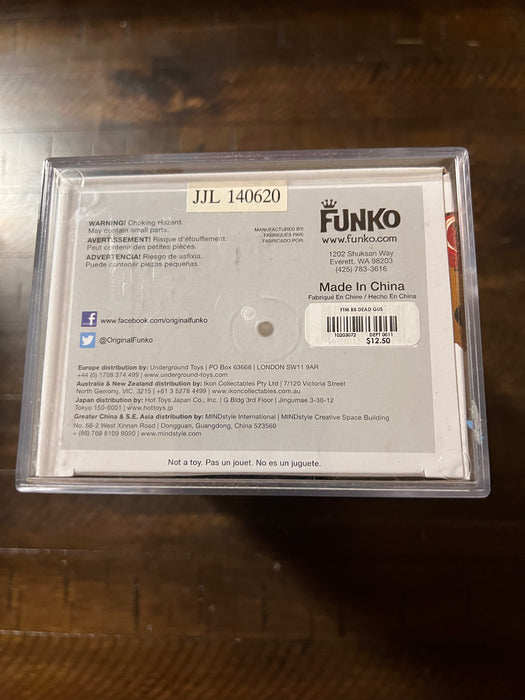 JJL 140620
WARNING! Choking Hazard.
May contain small parts.
AVERTISSEMENT! Risque d'étouffement.
Peut contenir des petites pièces.
ADVERTENCIA! Riesgo de asfixia.
Puede contener piezas pequeñas.
MANUFACTURED BY:
FABRIQUÉS PAR:
FABRICADO POR:
FUNKO
www.funko.com
1202 Shuksan Way
Everett, WA 98203
(425) 783-3616
Made In China
Fabriqué En Chine / Hecho En China
FTM 88 DEAD GUS
10203072 DEPT 0011
$12.50
www.facebook.com/originalfunko
@OriginalFunko
Europe distribution by: Underground Toys | PO Box 63668 | LONDON SW11 9AR
+44 (0) 1708 374 499 | www.underground-toys.com
Australia & New Zealand distribution by: Ikon Collectables Pty Ltd | 7/120 Victoria Street
North Geelong, VIC, 3215 | +61 3 5278 4499 | www.ikoncollectables.com.au
Japan distribution by: Hot Toys Japan Co., Inc. | G Bldg 3rd Floor | Jingumae 3-30-12
Tokyo 150-0001 | www.hottoys.jp
Greater China & S.E. Asia distribution by: MINDstyle International | MINDstyle Creative Space Building
No. 68-2 West Xinnan Road | Dongguan, Guangdong, China 523560
+ (86) 769 8109 9090 | www.mindstyle.com
Not a toy. Pas un jouet. No es un juguete.